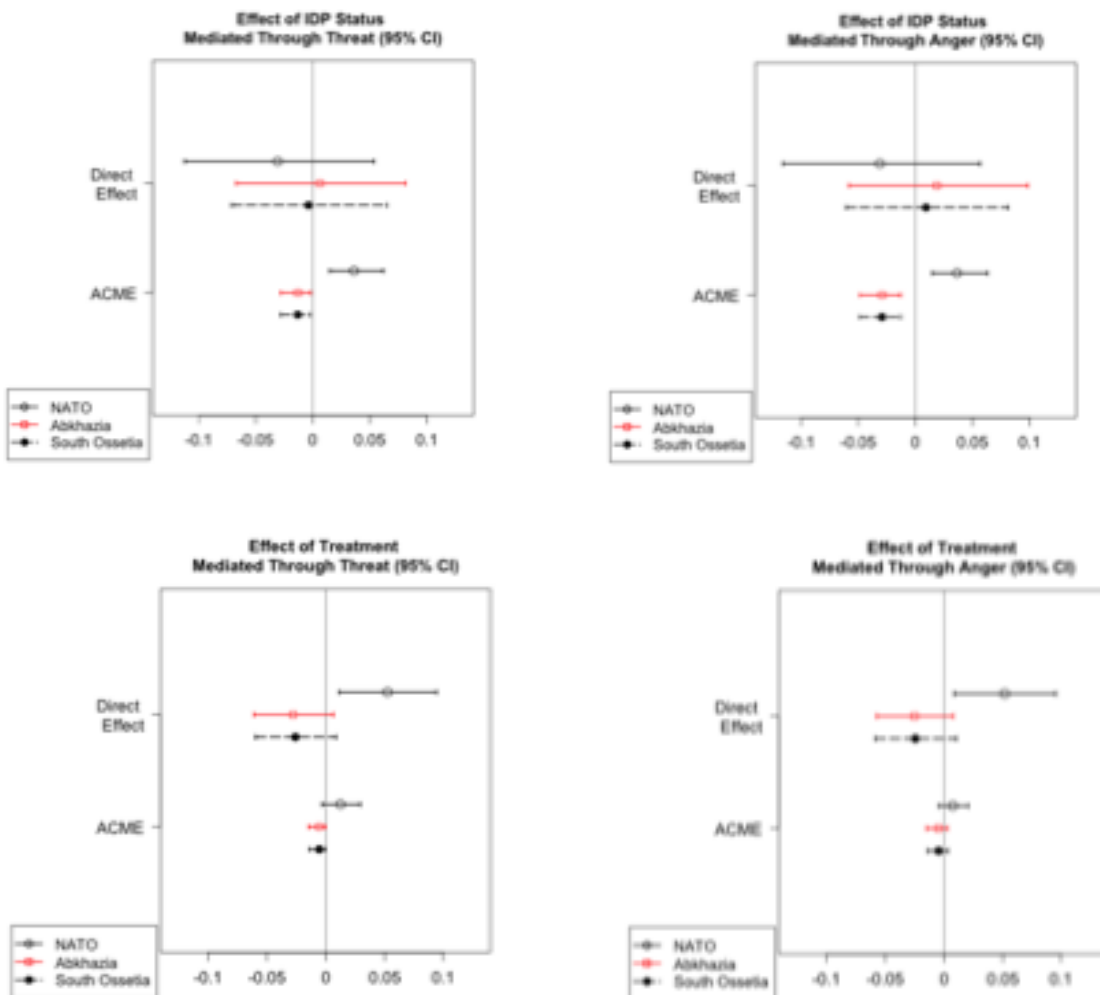 Effect of IDP Status
Mediated Through Threat (95% CI)
Direct
Effect
ACME
NATO
Abkhazia
South Ossetia
-0.1 -0.05 0 0.05 0.1
Effect of IDP Status
Mediated Through Anger (95% CI)
Direct
Effect
ACME
NATO
Abkhazia
South Ossetia
-0.1 -0.05 0 0.05 0.1
Effect of Treatment
Mediated Through Threat (95% CI)
Direct
Effect
ACME
NATO
Abkhazia
South Ossetia
-0.1 -0.05 0 0.05 0.1
Effect of Treatment
Mediated Through Anger (95% CI)
Direct
Effect
ACME
NATO
Abkhazia
South Ossetia
-0.1 -0.05 0 0.05 0.1